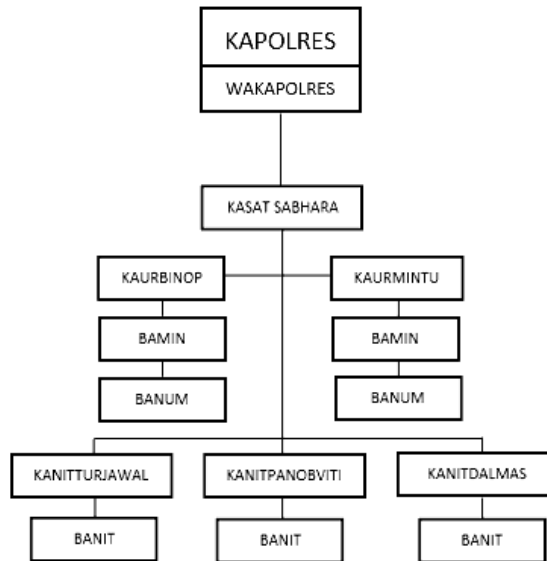 KAPOLRES
WAKAPOLRES
KASAT SABHARA
KAURBINOP
KAURMINTU
BAMIN
BAMIN
BANUM
BANUM
KANITTURJAWAL
KANITPANOBVITI
KANITDALMAS
BANIT
BANIT
BANIT